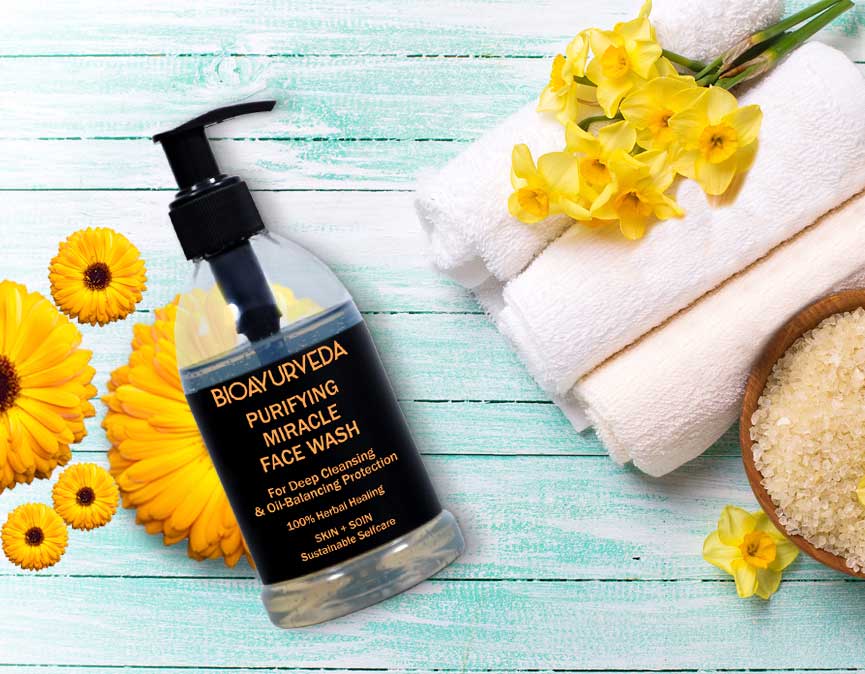 BIOAYURVEDA
PURIFYING
MIRACLE
FACE WASH
For Deep Cleansing
& Oil-Balancing Protection
100% Herbal Healing
SKIN + SOIN
Sustainable Selfcare